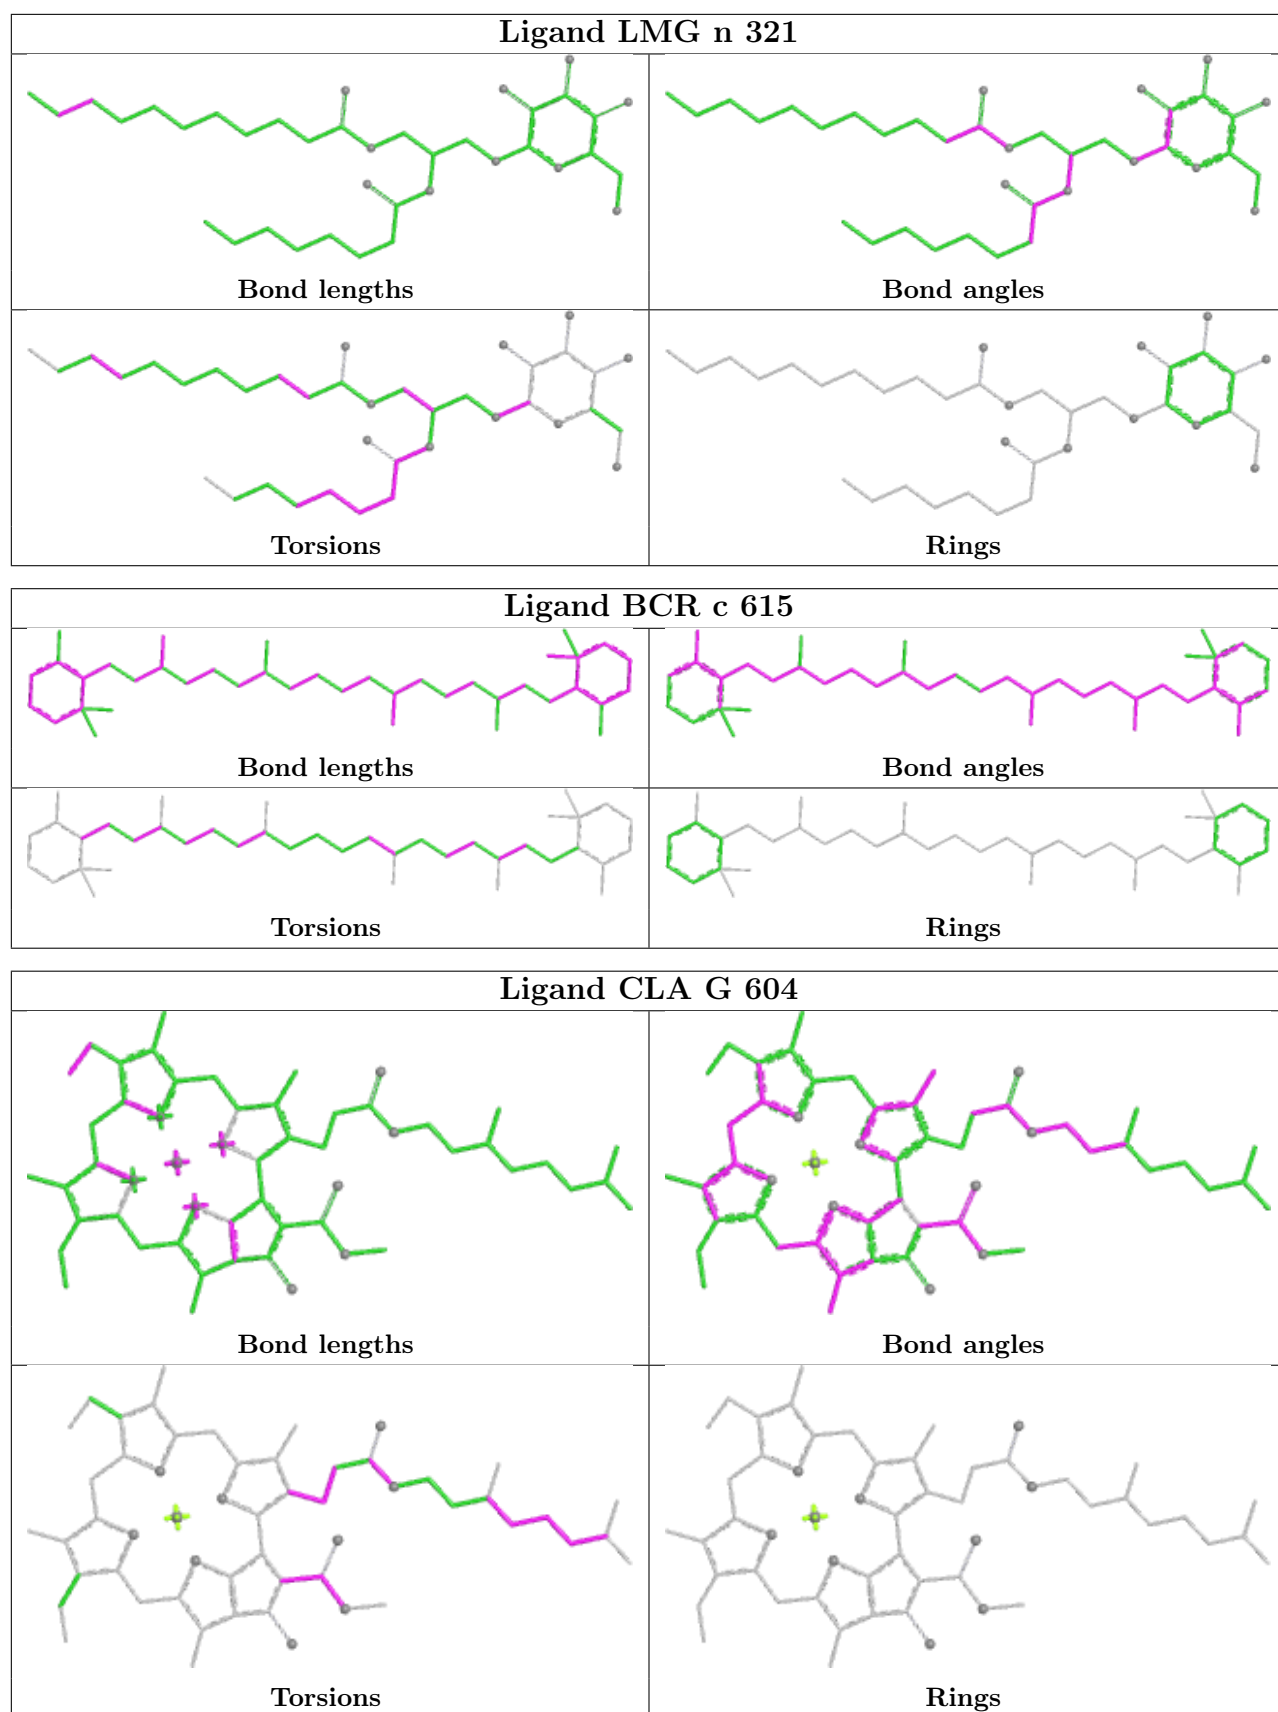 Ligand LMG n 321
Bond lengths
Bond angles
Torsions
Rings
Ligand BCR c 615
Bond lengths
Bond angles
Torsions
Rings
Ligand CLA G 604
Bond lengths
Bond angles
Torsions
Rings